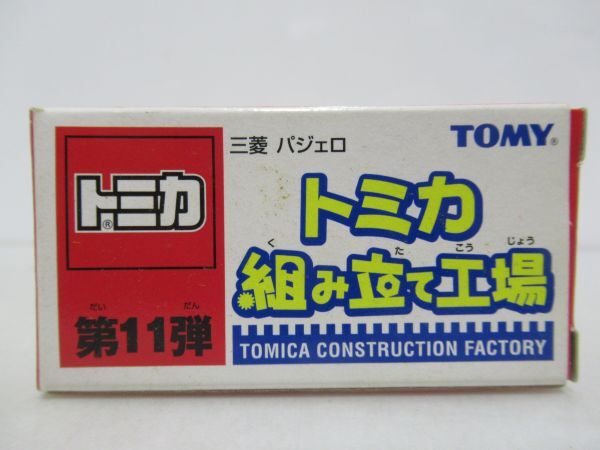 三菱 パジェロ
TOMY®
トミカ®
トミカ
く た こう じょう
組み立て工場
だい だん
第11弾
TOMICA CONSTRUCTION FACTORY